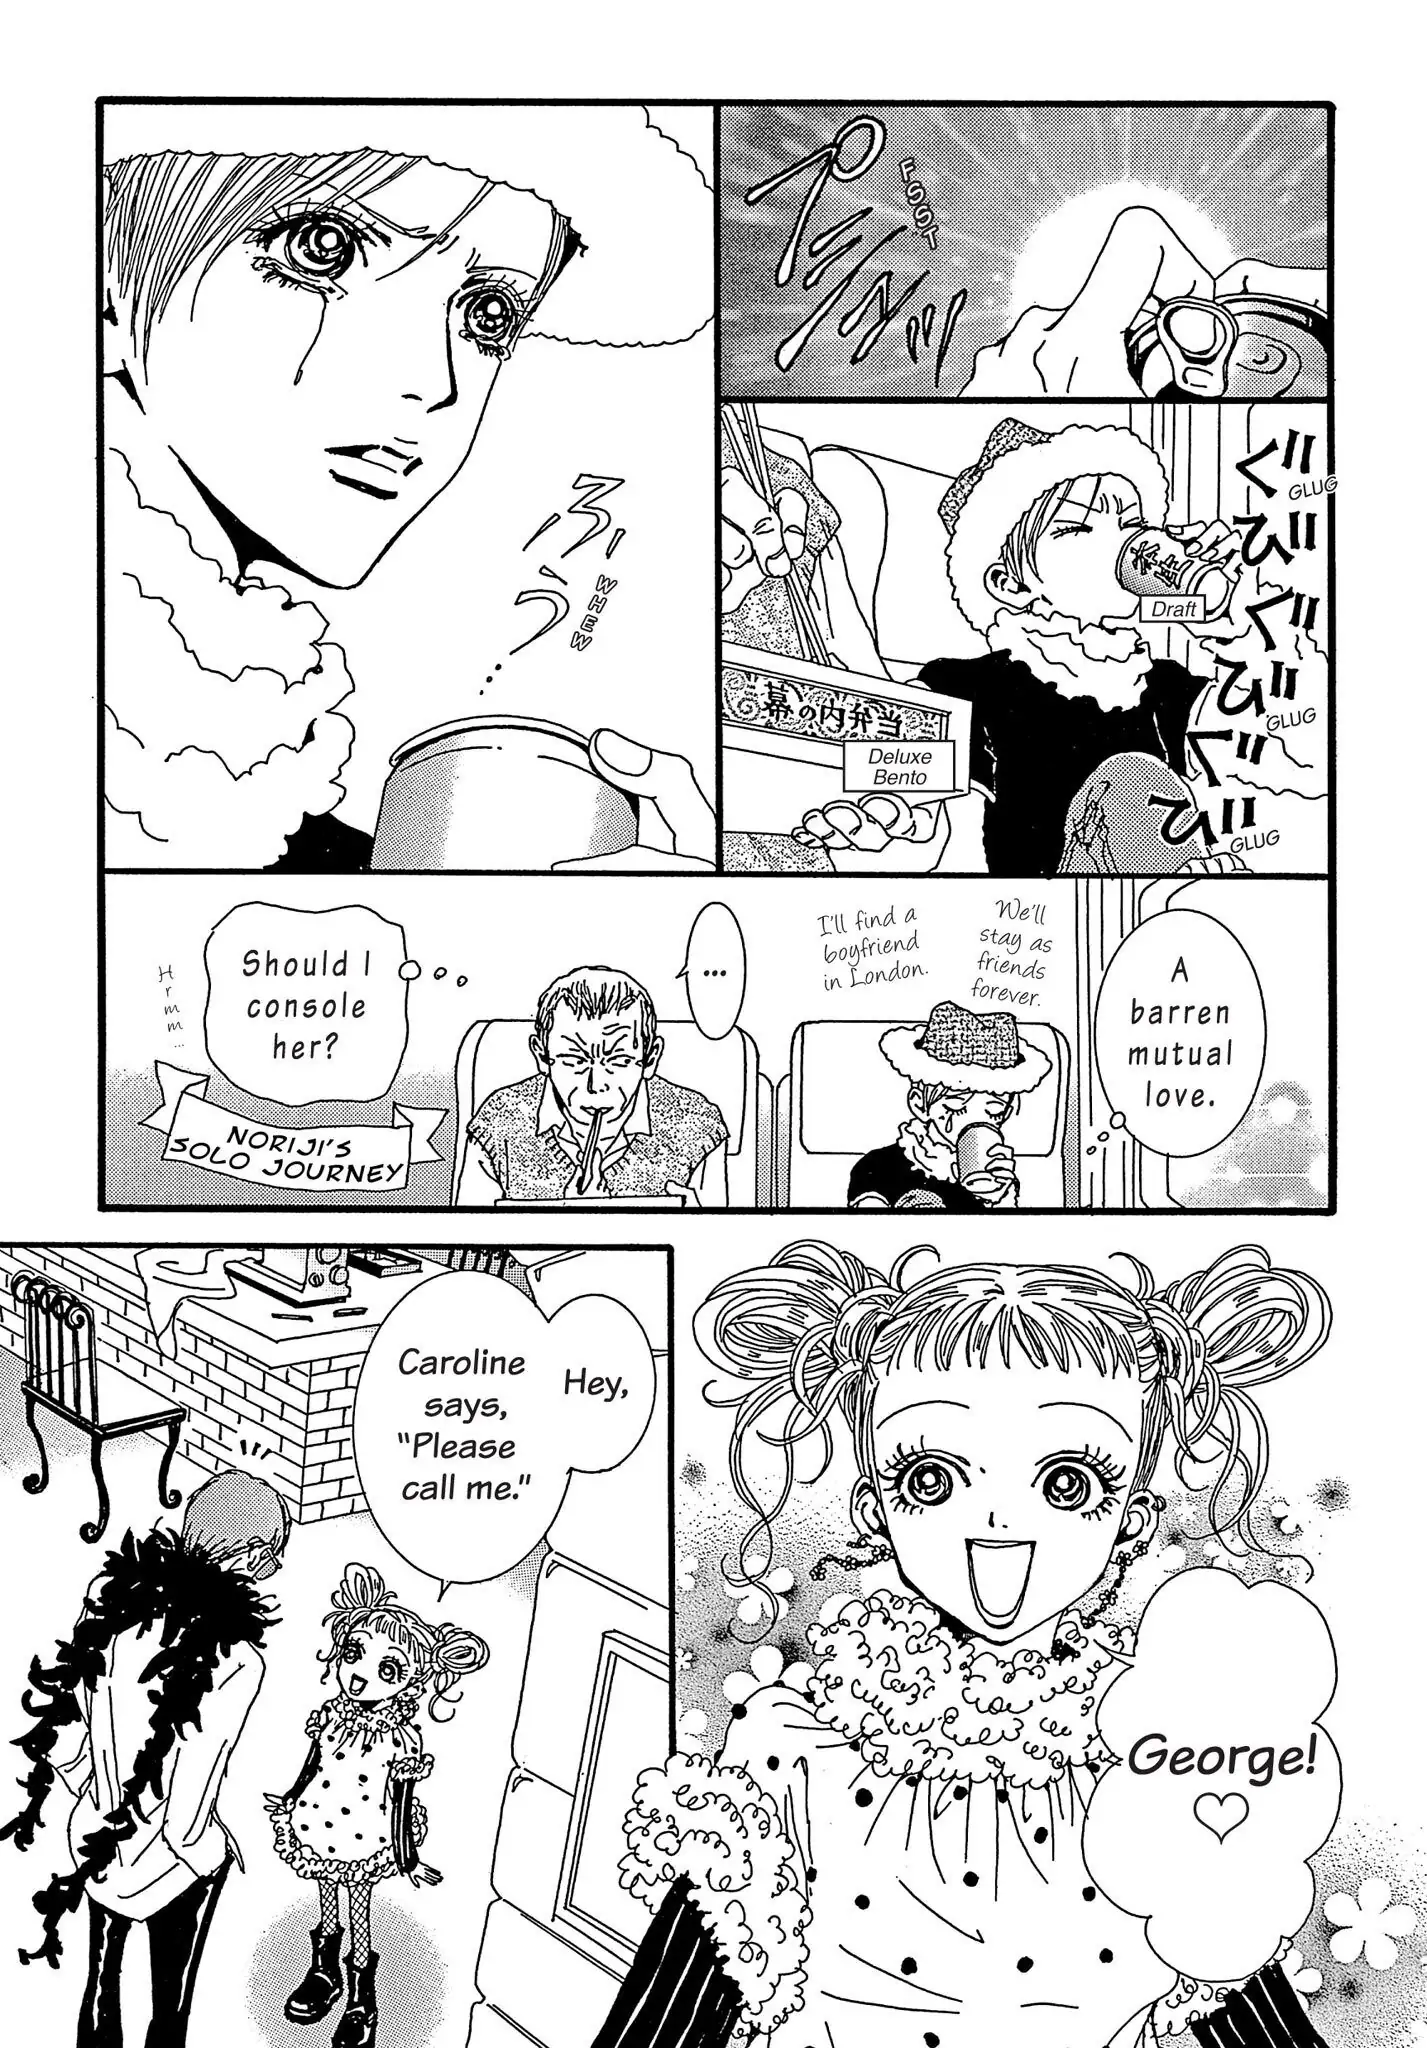 プシュッ
FSST
ぐび
GLUG
ぐび
GLUG
ぐび
GLUG
本生
Draft
幕の内弁当
Deluxe
Bento
ふぅ…
WHEW
A
barren
mutual
love.
We'll
stay as
friends
forever.
I'll find a
boyfriend
in London.
...
Should I
console
her?
Hrmm...
NORIJI'S
SOLO JOURNEY
George!
♡
Hey,
Caroline
says,
"Please
call me."